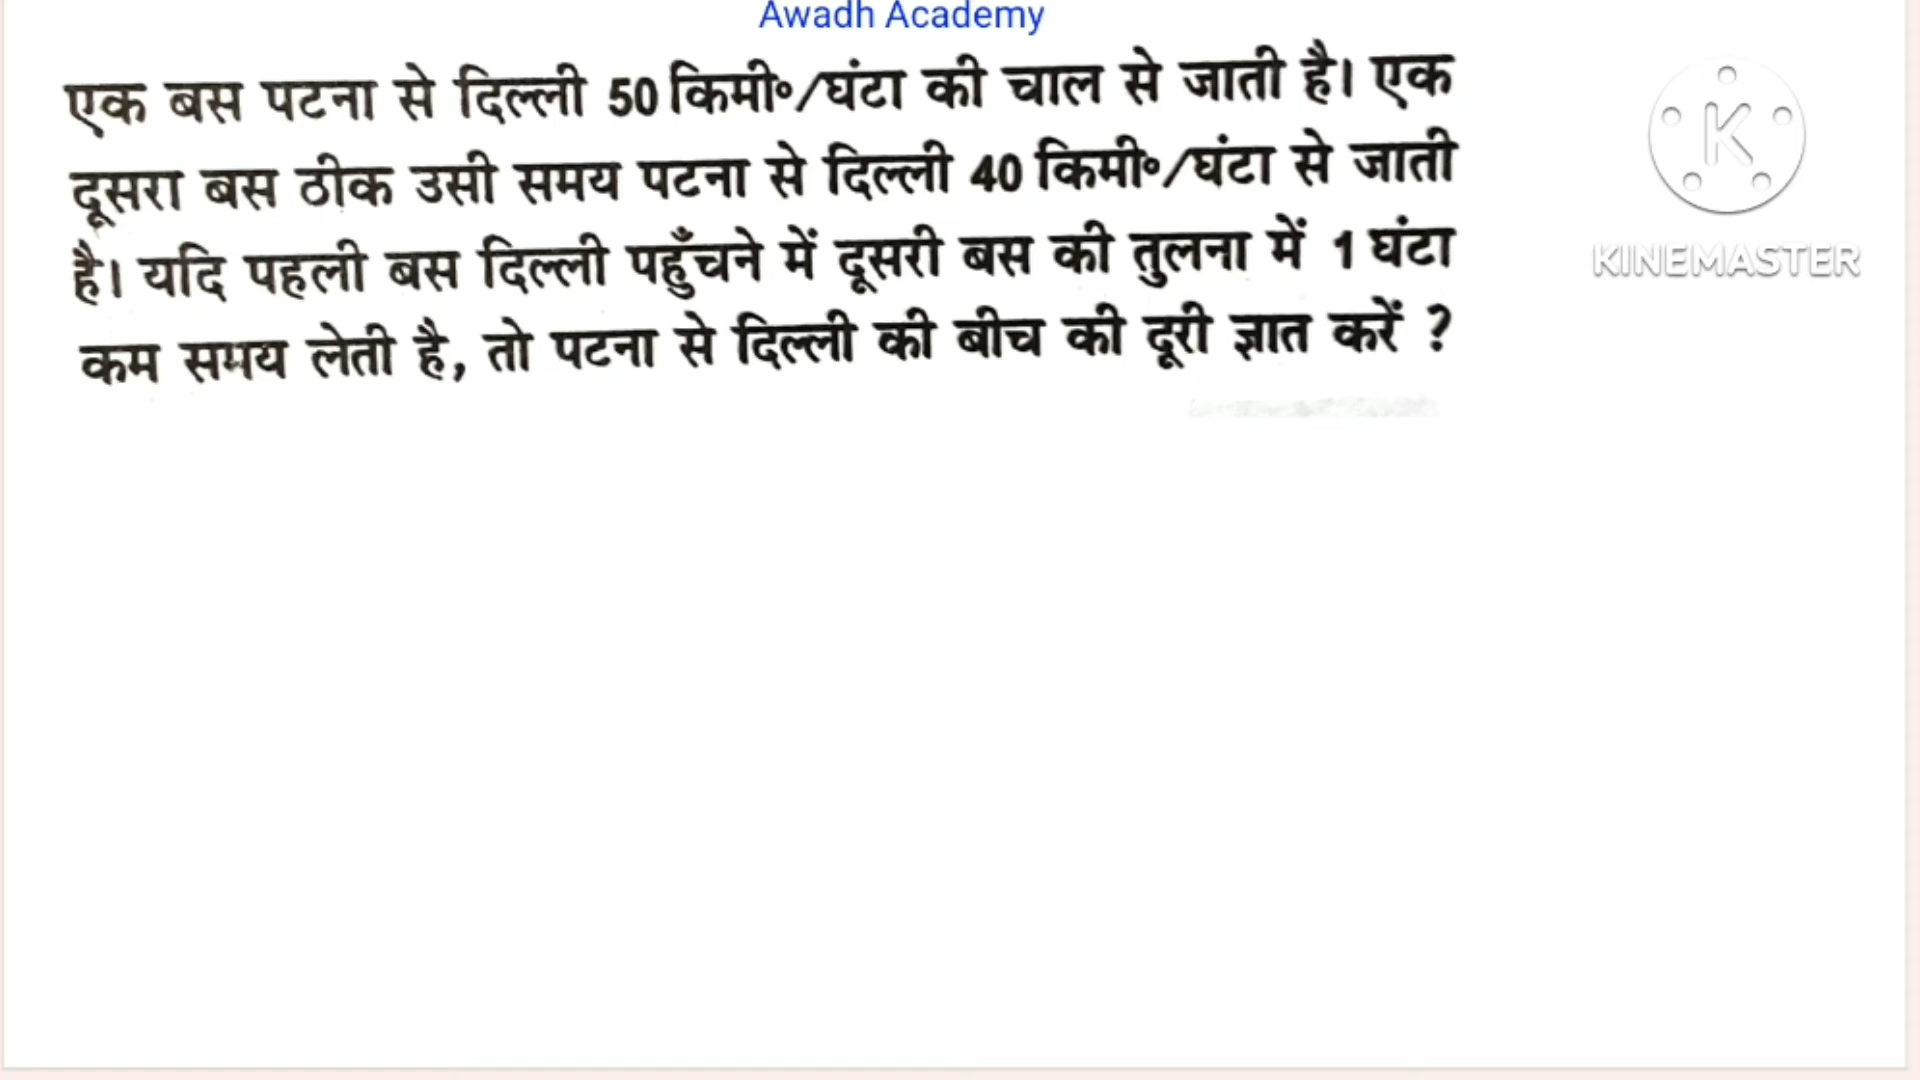 Awadh Academy
एक बस पटना से दिल्ली 50 किमी॰/घंटा की चाल से जाती है। एक
दूसरा बस ठीक उसी समय पटना से दिल्ली 40 किमी॰/घंटा से जाती
है। यदि पहली बस दिल्ली पहुँचने में दूसरी बस की तुलना में 1 घंटा
कम समय लेती है, तो पटना से दिल्ली की बीच की दूरी ज्ञात करें ?
K
KINEMASTER